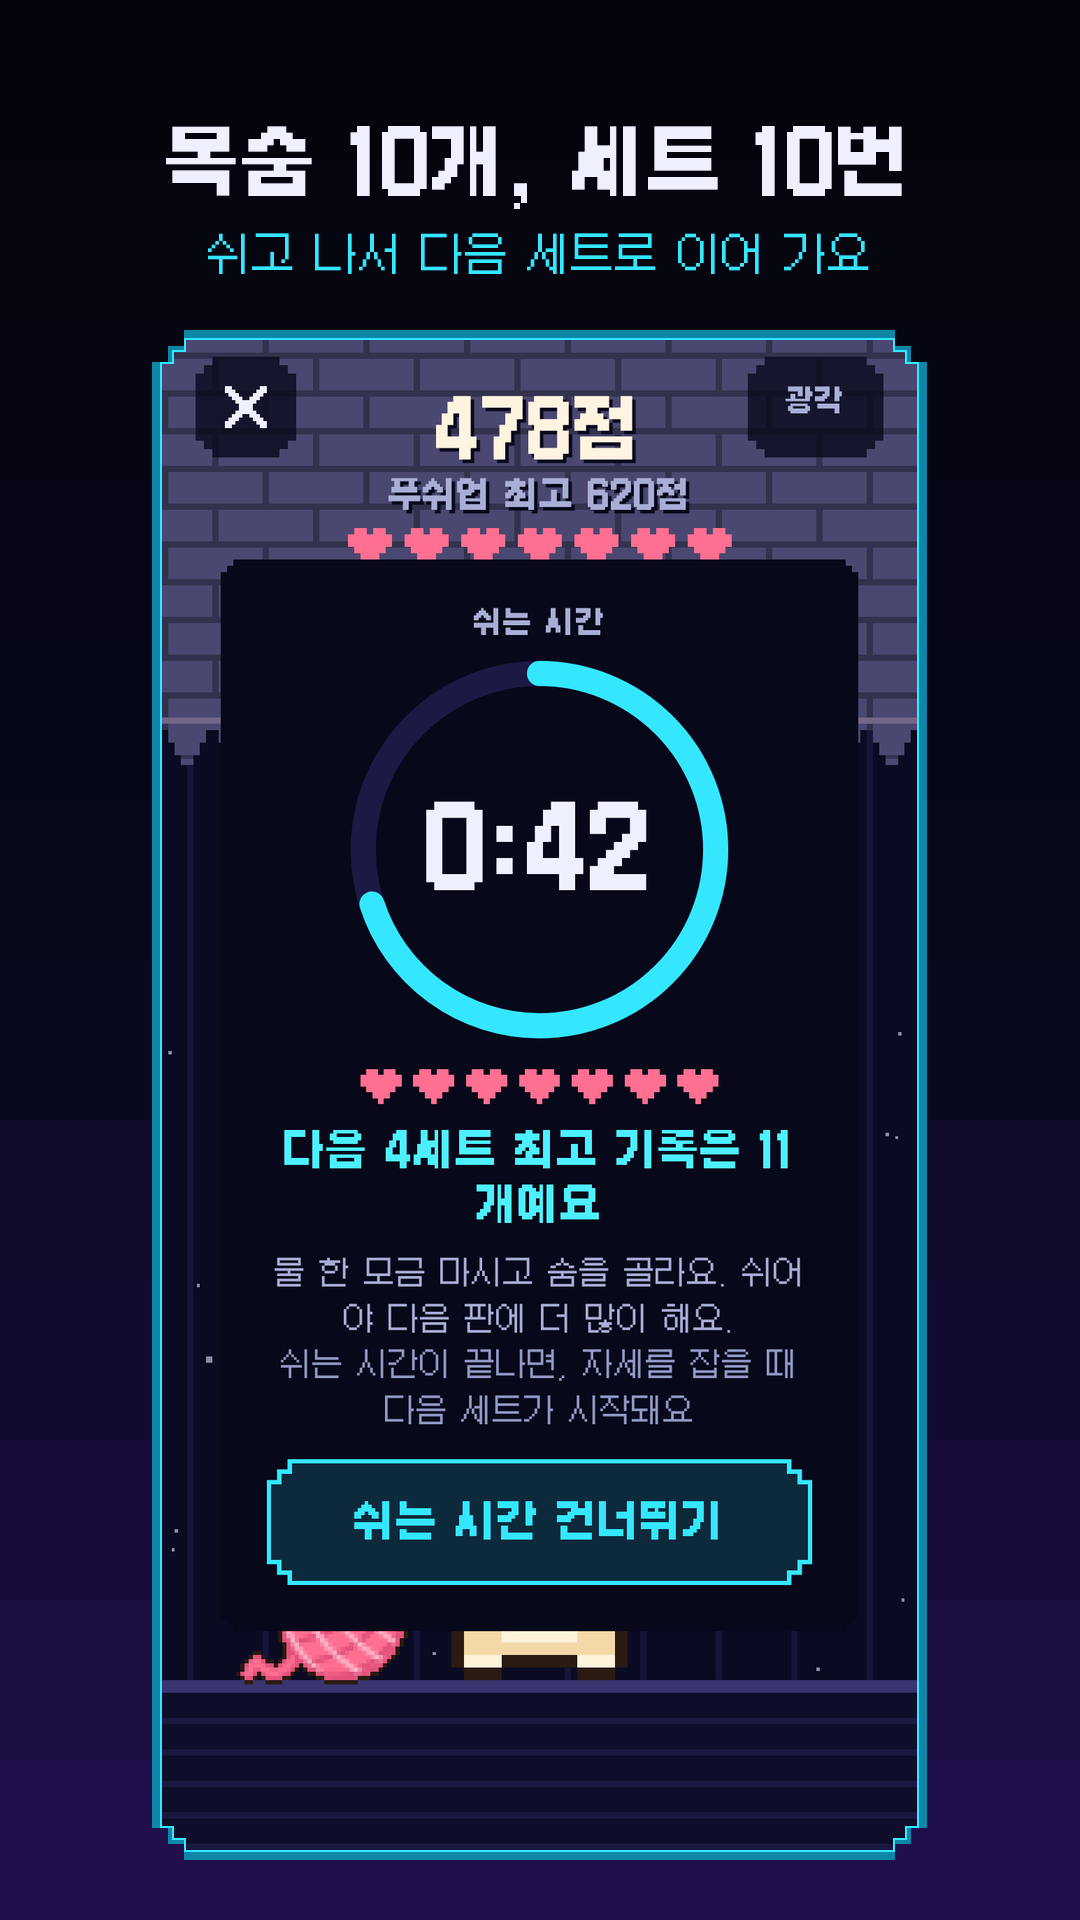 목숨 10개, 세트 10번
쉬고 나서 다음 세트로 이어 가요
광각
478점
푸쉬업 최고 620점
쉬는 시간
0:42
다음 4세트 최고 기록은 11
개예요
물 한 모금 마시고 숨을 골라요. 쉬어
야 다음 판에 더 많이 해요.
쉬는 시간이 끝나면, 자세를 잡을 때
다음 세트가 시작돼요
쉬는 시간 건너뛰기